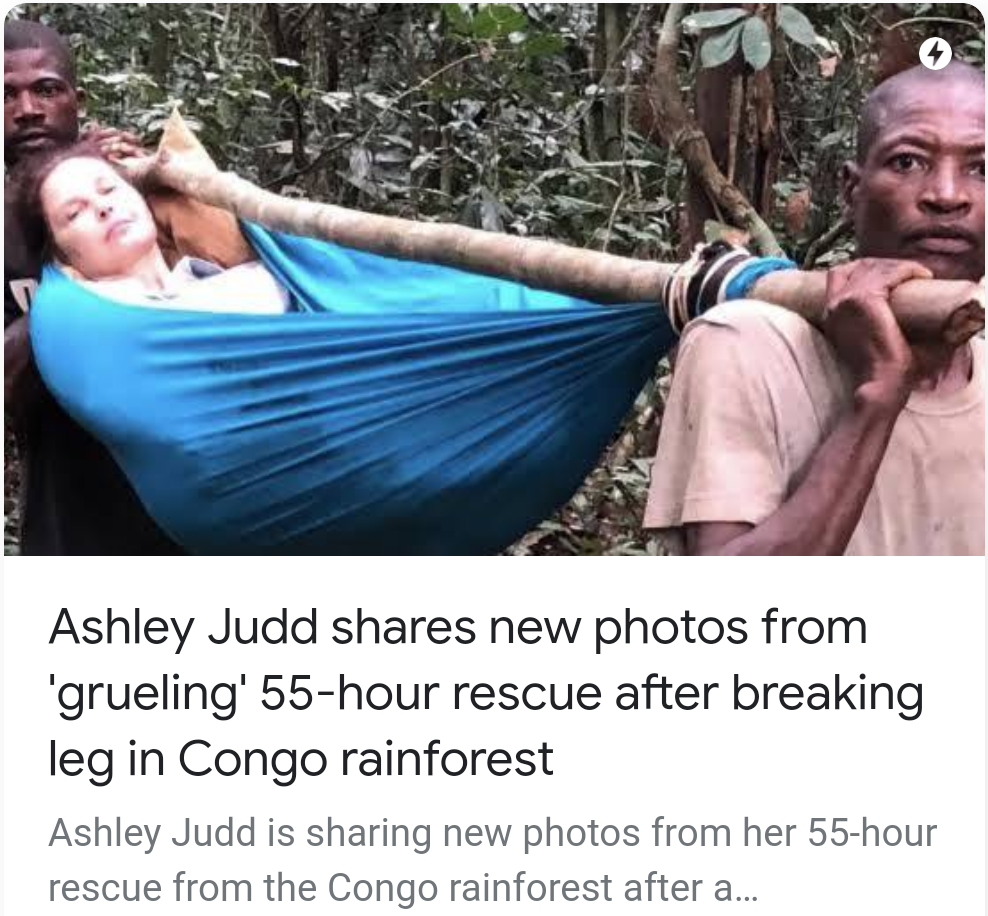 Ashley Judd shares new photos from
'grueling' 55-hour rescue after breaking
leg in Congo rainforest
Ashley Judd is sharing new photos from her 55-hour
rescue from the Congo rainforest after a...